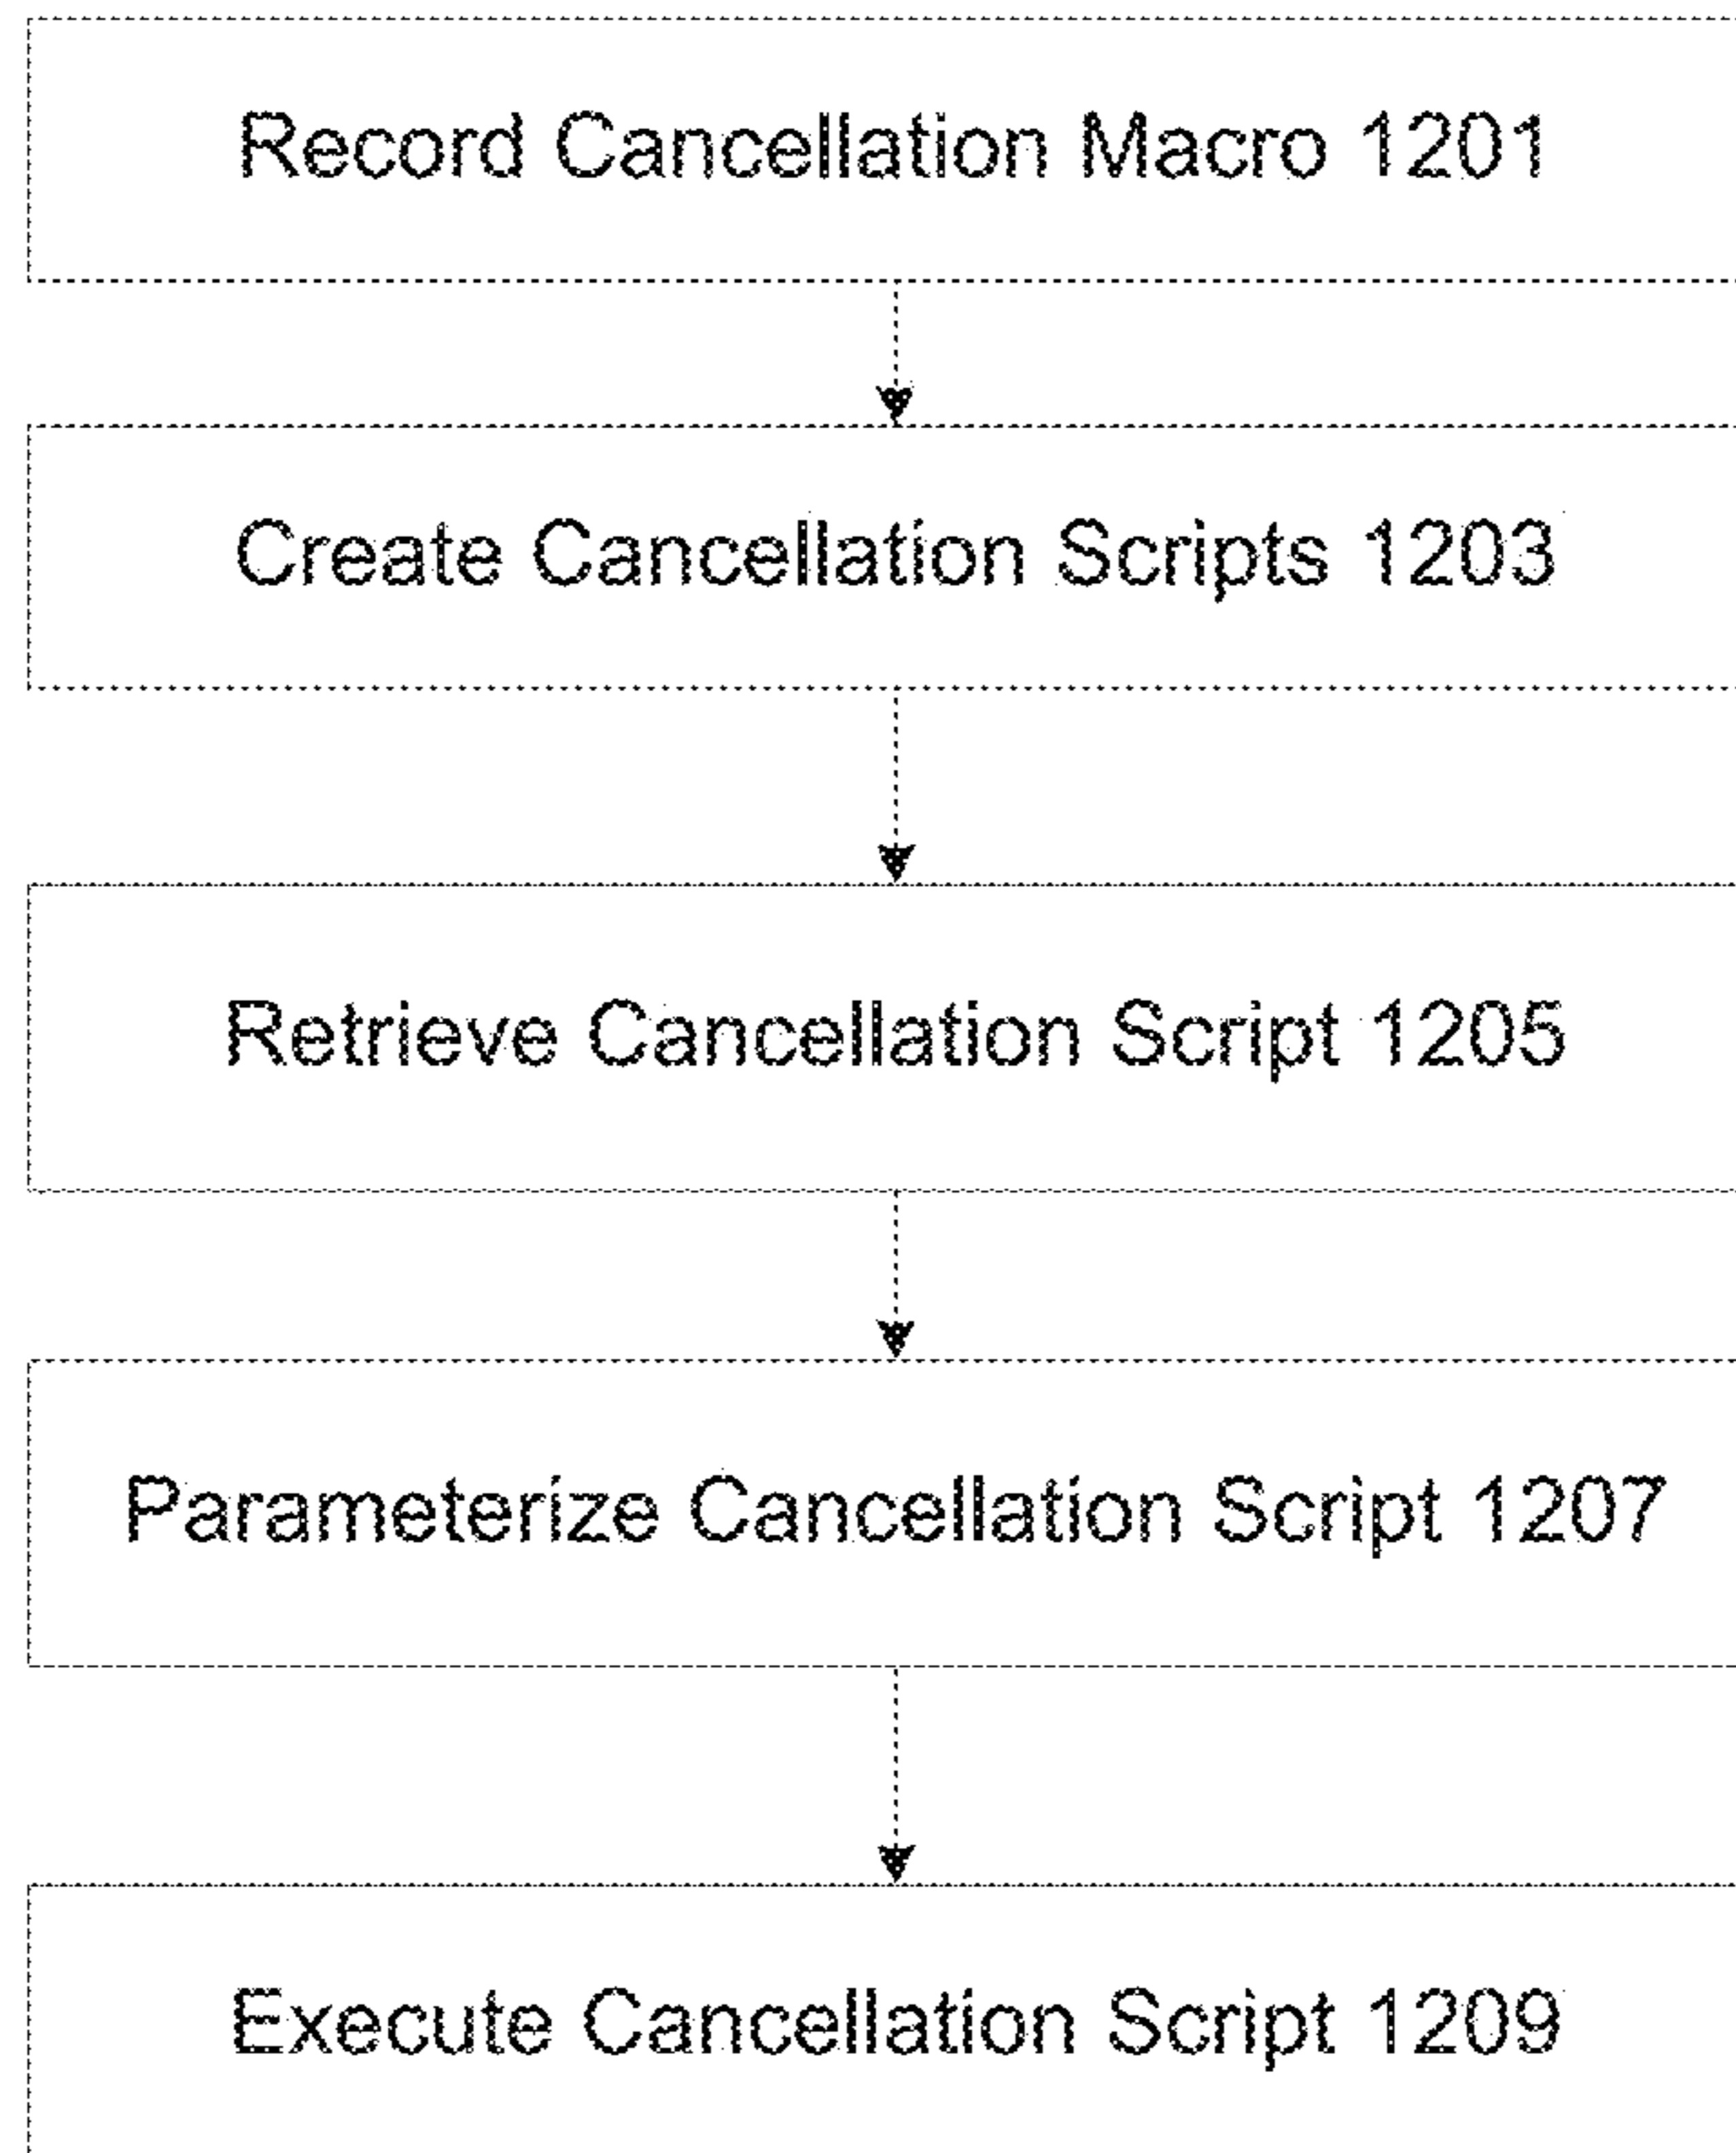 Record Cancellation Macro 1201
Create Cancellation Scripts 1203
Retrieve Cancellation Script 1205
Parameterize Cancellation Script 1207
Execute Cancellation Script 1209